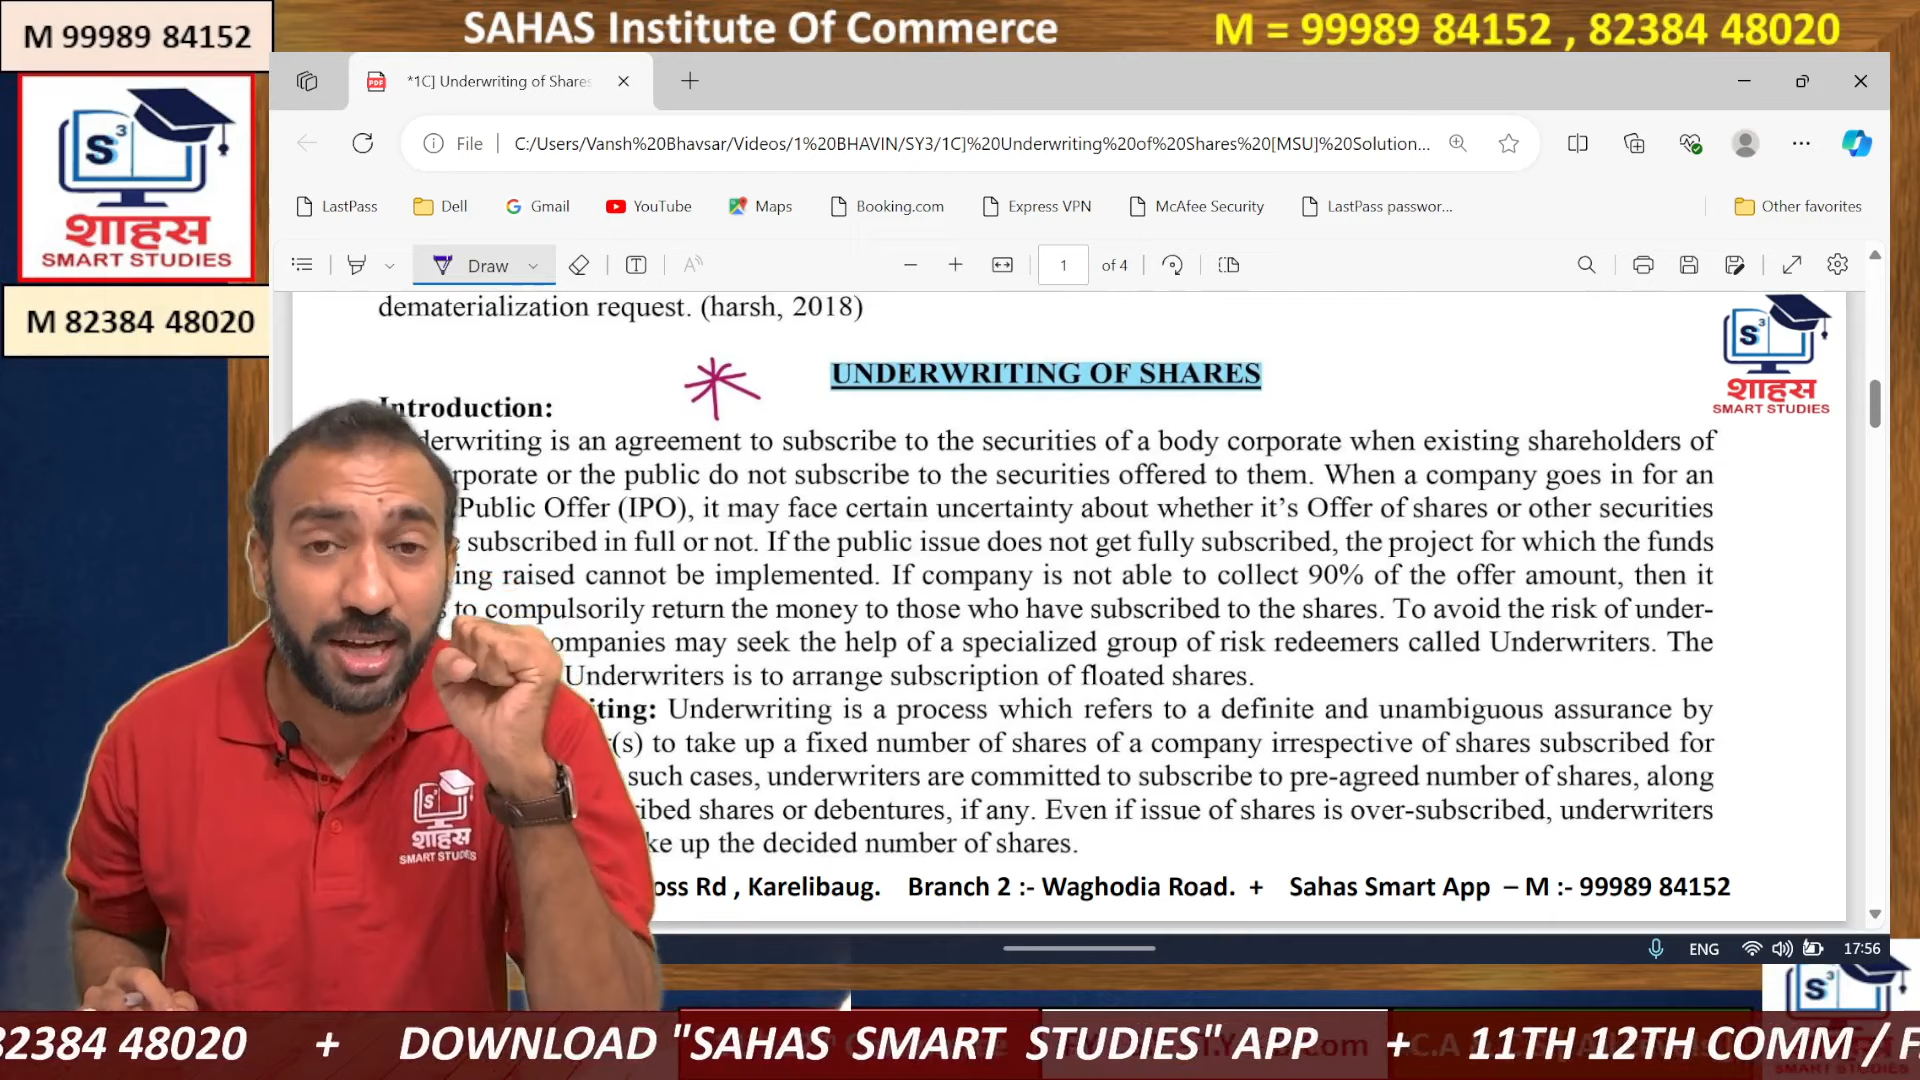 M 99989 84152
SAHAS Institute Of Commerce
M = 99989 84152 , 82384 48020
S³
शाहस
SMART STUDIES
M 82384 48020
PDF
*1C] Underwriting of Shares
File
C:/Users/Vansh%20Bhavsar/Videos/1%20BHAVIN/SY3/1C]%20Underwriting%20of%20Shares%20[MSU]%20Solution...
LastPass
Dell
Gmail
YouTube
Maps
Booking.com
Express VPN
McAfee Security
LastPass passwor...
Other favorites
Draw
1 of 4
dematerialization request. (harsh, 2018)
S³
शाहस
SMART STUDIES
UNDERWRITING OF SHARES
Introduction:
derwriting is an agreement to subscribe to the securities of a body corporate when existing shareholders of
rporate or the public do not subscribe to the securities offered to them. When a company goes in for an
Public Offer (IPO), it may face certain uncertainty about whether it's Offer of shares or other securities
subscribed in full or not. If the public issue does not get fully subscribed, the project for which the funds
ing raised cannot be implemented. If company is not able to collect 90% of the offer amount, then it
to compulsorily return the money to those who have subscribed to the shares. To avoid the risk of under-
ompanies may seek the help of a specialized group of risk redeemers called Underwriters. The
Underwriters is to arrange subscription of floated shares.
iting: Underwriting is a process which refers to a definite and unambiguous assurance by
r(s) to take up a fixed number of shares of a company irrespective of shares subscribed for
such cases, underwriters are committed to subscribe to pre-agreed number of shares, along
ibed shares or debentures, if any. Even if issue of shares is over-subscribed, underwriters
ke up the decided number of shares.
S³
शाहस
SMART STUDIES
oss Rd , Karelibaug. Branch 2 :- Waghodia Road. + Sahas Smart App – M :- 99989 84152
ENG
17:56
S³
82384 48020 + DOWNLOAD "SAHAS SMART STUDIES" APP + 11TH 12TH COMM / F